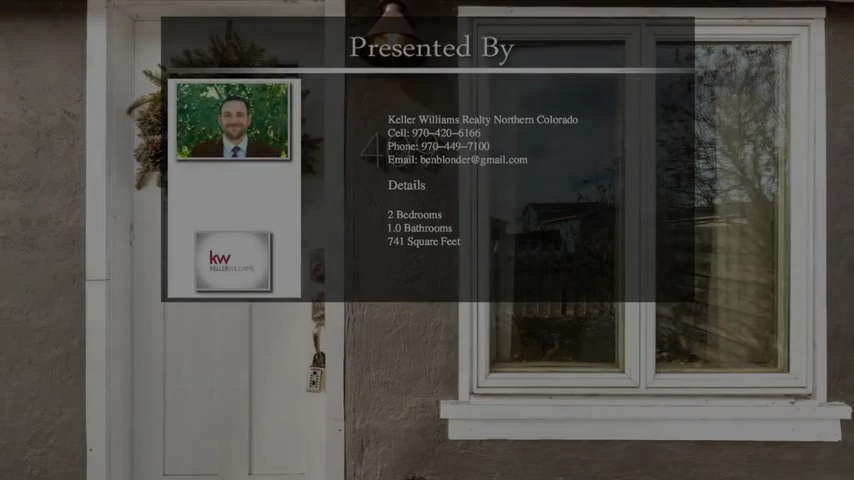 Presented By
Keller Williams Realty Northern Colorado
Cell: 970-420-6166
Phone: 970-449-7100
Email: benblonder@gmail.com
Details
2 Bedrooms
1.0 Bathrooms
741 Square Feet
kw
KELLERWILLIAMS